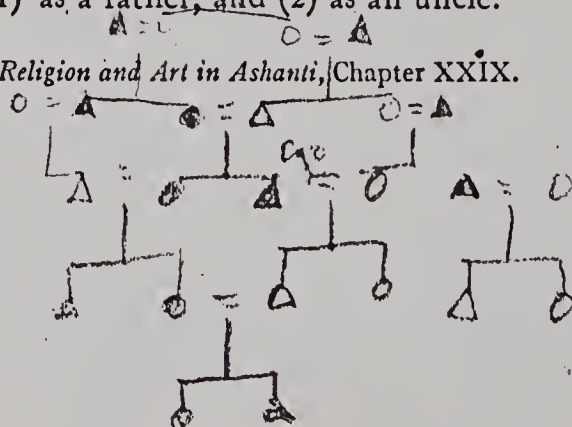 1) as a father, and (2) as an uncle.
Religion and Art in Ashanti, Chapter XXIX.